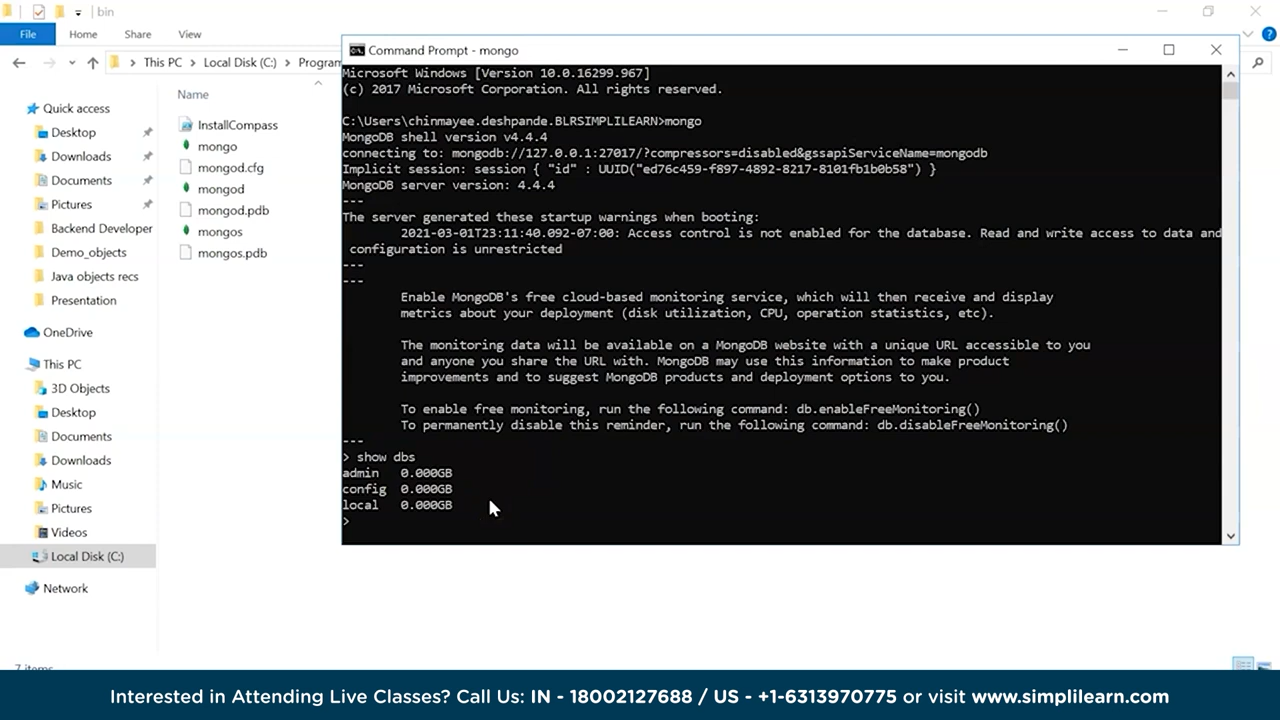 bin
File Home Share View
This PC Local Disk (C:) Program
Name
Quick access
Desktop
Downloads
Documents
Pictures
Backend Developer
Demo_objects
Java objects recs
Presentation
OneDrive
This PC
3D Objects
Desktop
Documents
Downloads
Music
Pictures
Videos
Local Disk (C:)
Network
7 items
InstallCompass
mongo
mongod.cfg
mongod
mongod.pdb
mongos
mongos.pdb
Command Prompt - mongo
Microsoft Windows [Version 10.0.16299.967]
(c) 2017 Microsoft Corporation. All rights reserved.
C:\Users\chinmayee.deshpande.BLRSIMPLILEARN>mongo
MongoDB shell version v4.4.4
connecting to: mongodb://127.0.0.1:27017/?compressors=disabled&gssapiServiceName=mongodb
Implicit session: session { "id" : UUID("ed76c459-f897-4892-8217-8101fb1b0b58") }
MongoDB server version: 4.4.4
---
The server generated these startup warnings when booting:
2021-03-01T23:11:40.092-07:00: Access control is not enabled for the database. Read and write access to data and
configuration is unrestricted
---
---
Enable MongoDB's free cloud-based monitoring service, which will then receive and display
metrics about your deployment (disk utilization, CPU, operation statistics, etc).
The monitoring data will be available on a MongoDB website with a unique URL accessible to you
and anyone you share the URL with. MongoDB may use this information to make product
improvements and to suggest MongoDB products and deployment options to you.
To enable free monitoring, run the following command: db.enableFreeMonitoring()
To permanently disable this reminder, run the following command: db.disableFreeMonitoring()
---
> show dbs
admin 0.000GB
config 0.000GB
local 0.000GB
>
Interested in Attending Live Classes? Call Us: IN - 18002127688 / US - +1-6313970775 or visit www.simplilearn.com